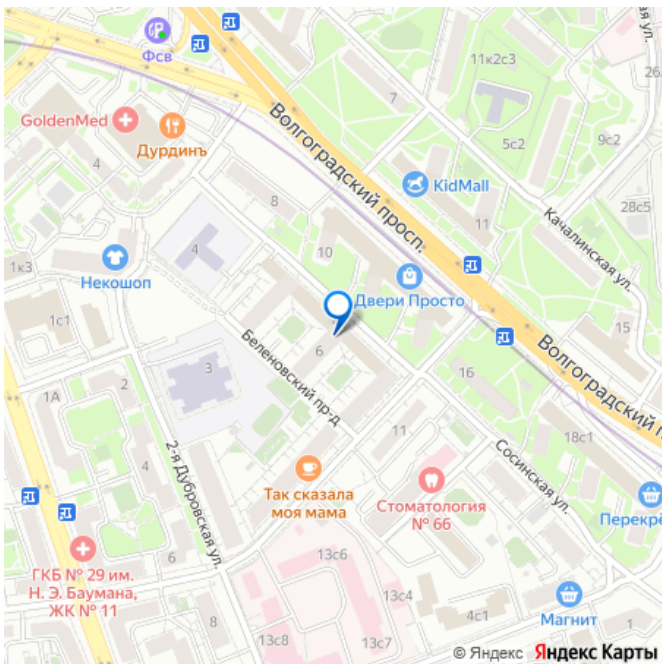 Фсв
11к2с3
26
GoldenMed
7
5с2
9с2
Дурдинъ
4
Волгоградский просп.
KidMall
28с5
8
11
Качалинская ул.
4
10
1к3
Некошоп
Двери Просто
15
1с1
6
Беленовский пр-д
Волгоградский п
3
16
1А
2
2-я Дубровская ул.
11
18с1
4
Сосинская ул.
Так сказала
моя мама
Стоматология
№ 66
Перекрё
6
ГКБ № 29 им.
Н. Э. Баумана,
ЖК № 11
13с6
13с4
4с1
Магнит
8
1
13с8
13с7
© Яндекс Яндекс Карты